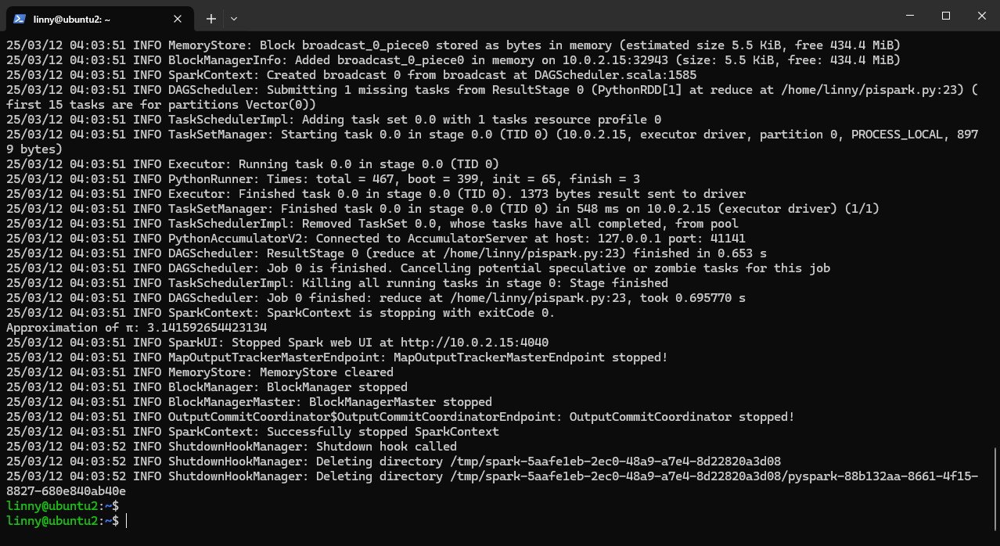 linny@ubuntu2: ~
25/03/12 04:03:51 INFO MemoryStore: Block broadcast_0_piece0 stored as bytes in memory (estimated size 5.5 KiB, free 434.4 MiB)
25/03/12 04:03:51 INFO BlockManagerInfo: Added broadcast_0_piece0 in memory on 10.0.2.15:32943 (size: 5.5 KiB, free: 434.4 MiB)
25/03/12 04:03:51 INFO SparkContext: Created broadcast 0 from broadcast at DAGScheduler.scala:1585
25/03/12 04:03:51 INFO DAGScheduler: Submitting 1 missing tasks from ResultStage 0 (PythonRDD[1] at reduce at /home/linny/pispark.py:23) (
first 15 tasks are for partitions Vector(0))
25/03/12 04:03:51 INFO TaskSchedulerImpl: Adding task set 0.0 with 1 tasks resource profile 0
25/03/12 04:03:51 INFO TaskSetManager: Starting task 0.0 in stage 0.0 (TID 0) (10.0.2.15, executor driver, partition 0, PROCESS_LOCAL, 897
9 bytes)
25/03/12 04:03:51 INFO Executor: Running task 0.0 in stage 0.0 (TID 0)
25/03/12 04:03:51 INFO PythonRunner: Times: total = 467, boot = 399, init = 65, finish = 3
25/03/12 04:03:51 INFO Executor: Finished task 0.0 in stage 0.0 (TID 0). 1373 bytes result sent to driver
25/03/12 04:03:51 INFO TaskSetManager: Finished task 0.0 in stage 0.0 (TID 0) in 548 ms on 10.0.2.15 (executor driver) (1/1)
25/03/12 04:03:51 INFO TaskSchedulerImpl: Removed TaskSet 0.0, whose tasks have all completed, from pool
25/03/12 04:03:51 INFO PythonAccumulatorV2: Connected to AccumulatorServer at host: 127.0.0.1 port: 41141
25/03/12 04:03:51 INFO DAGScheduler: ResultStage 0 (reduce at /home/linny/pispark.py:23) finished in 0.653 s
25/03/12 04:03:51 INFO DAGScheduler: Job 0 is finished. Cancelling potential speculative or zombie tasks for this job
25/03/12 04:03:51 INFO TaskSchedulerImpl: Killing all running tasks in stage 0: Stage finished
25/03/12 04:03:51 INFO DAGScheduler: Job 0 finished: reduce at /home/linny/pispark.py:23, took 0.695770 s
25/03/12 04:03:51 INFO SparkContext: SparkContext is stopping with exitCode 0.
Approximation of π: 3.141592654423134
25/03/12 04:03:51 INFO SparkUI: Stopped Spark web UI at http://10.0.2.15:4040
25/03/12 04:03:51 INFO MapOutputTrackerMasterEndpoint: MapOutputTrackerMasterEndpoint stopped!
25/03/12 04:03:51 INFO MemoryStore: MemoryStore cleared
25/03/12 04:03:51 INFO BlockManager: BlockManager stopped
25/03/12 04:03:51 INFO BlockManagerMaster: BlockManagerMaster stopped
25/03/12 04:03:51 INFO OutputCommitCoordinator$OutputCommitCoordinatorEndpoint: OutputCommitCoordinator stopped!
25/03/12 04:03:51 INFO SparkContext: Successfully stopped SparkContext
25/03/12 04:03:52 INFO ShutdownHookManager: Shutdown hook called
25/03/12 04:03:52 INFO ShutdownHookManager: Deleting directory /tmp/spark-5aafe1eb-2ec0-48a9-a7e4-8d22820a3d08
25/03/12 04:03:52 INFO ShutdownHookManager: Deleting directory /tmp/spark-5aafe1eb-2ec0-48a9-a7e4-8d22820a3d08/pyspark-88b132aa-8661-4f15-
8827-680e840ab40e
linny@ubuntu2:~$
linny@ubuntu2:~$